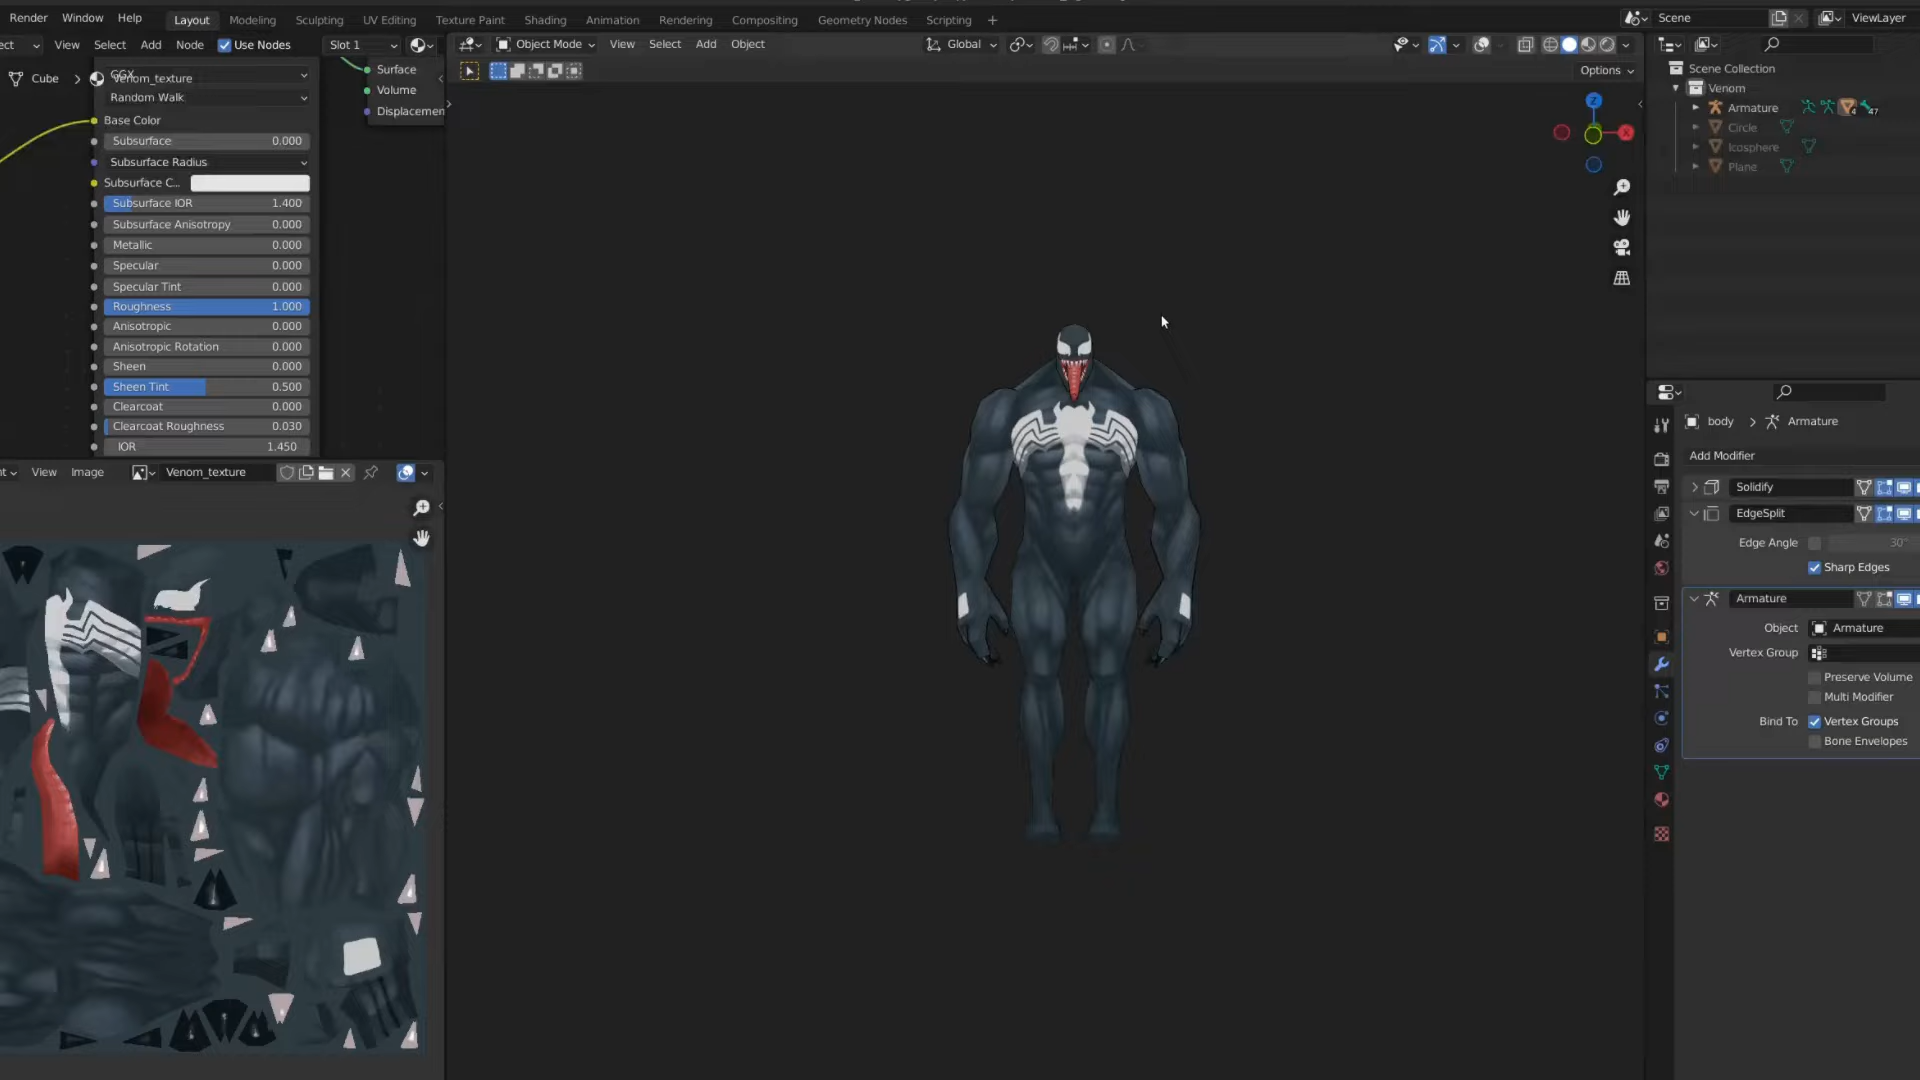 Render Window Help Layout Modeling Sculpting UV Editing Texture Paint Shading Animation Rendering Compositing Geometry Nodes Scripting + Scene ViewLayer
ect View Select Add Node Use Nodes Slot 1 Object Mode View Select Add Object Global
Options
Cube > Venom_texture
GGX
Random Walk
Base Color
Subsurface 0.000
Subsurface Radius
Subsurface C...
Subsurface IOR 1.400
Subsurface Anisotropy 0.000
Metallic 0.000
Specular 0.000
Specular Tint 0.000
Roughness 1.000
Anisotropic 0.000
Anisotropic Rotation 0.000
Sheen 0.000
Sheen Tint 0.500
Clearcoat 0.000
Clearcoat Roughness 0.030
IOR 1.450
Surface
Volume
Displacemen
View Image Venom_texture
Z
X
Scene Collection
Venom
Armature 4 47
Circle
Icosphere
Plane
body > Armature
Add Modifier
Solidify
EdgeSplit
Edge Angle 30°
Sharp Edges
Armature
Object Armature
Vertex Group
Preserve Volume
Multi Modifier
Bind To Vertex Groups
Bone Envelopes